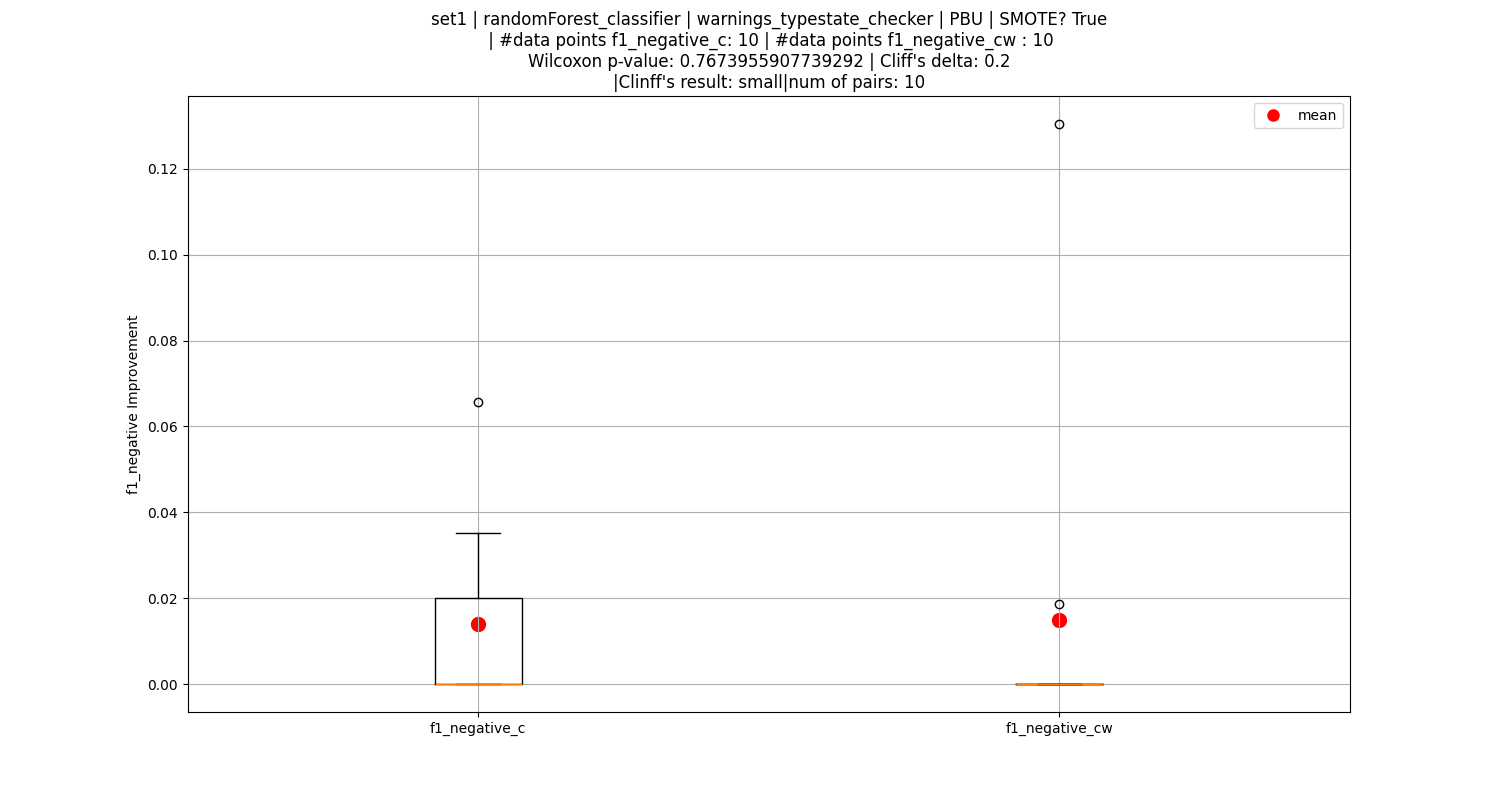 set1 | randomForest_classifier | warnings_typestate_checker | PBU | SMOTE? True
| #data points f1_negative_c: 10 | #data points f1_negative_cw : 10
Wilcoxon p-value: 0.7673955907739292 | Cliff's delta: 0.2
|Clinff's result: small|num of pairs: 10
mean
0.12
0.10
0.08
0.06
0.04
0.02
0.00
f1_negative Improvement
f1_negative_c
f1_negative_cw